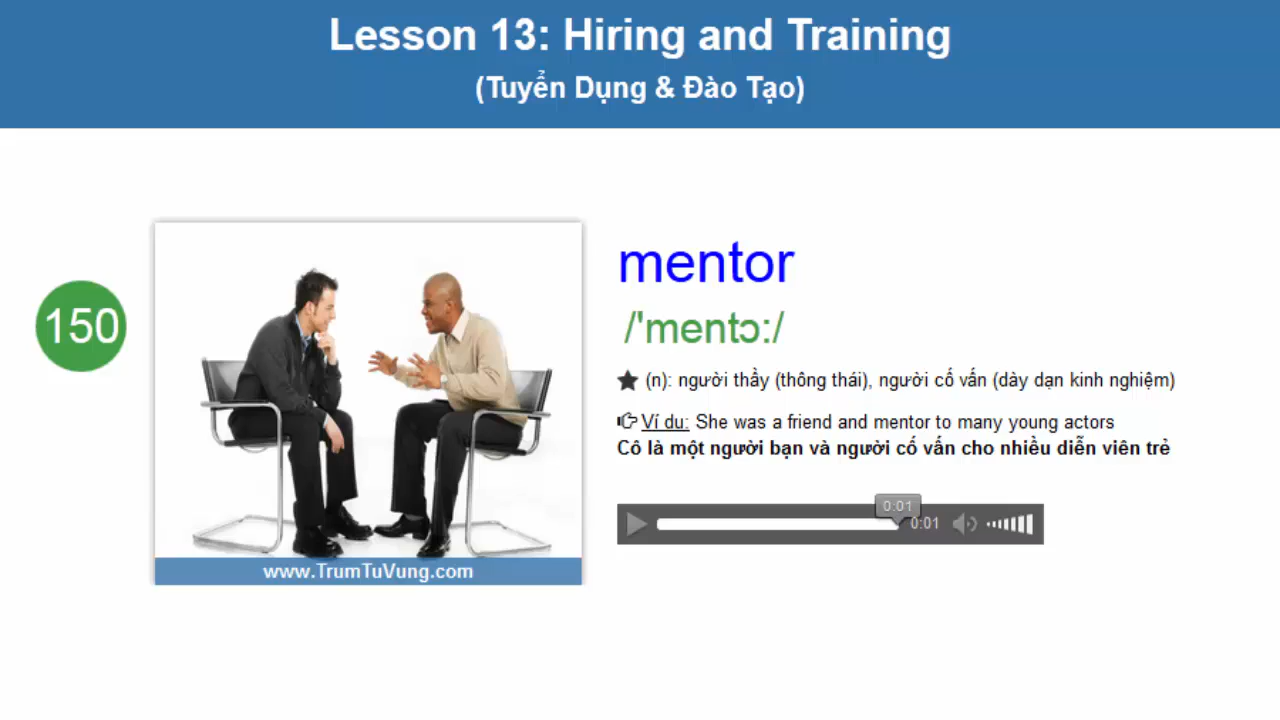 Lesson 13: Hiring and Training
(Tuyển Dụng & Đào Tạo)
150
mentor
/'mentɔ:/
(n): người thầy (thông thái), người cố vấn (dày dạn kinh nghiệm)
Ví dụ: She was a friend and mentor to many young actors
Cô là một người bạn và người cố vấn cho nhiều diễn viên trẻ
0:01
0:01
www.TrumTuVung.com